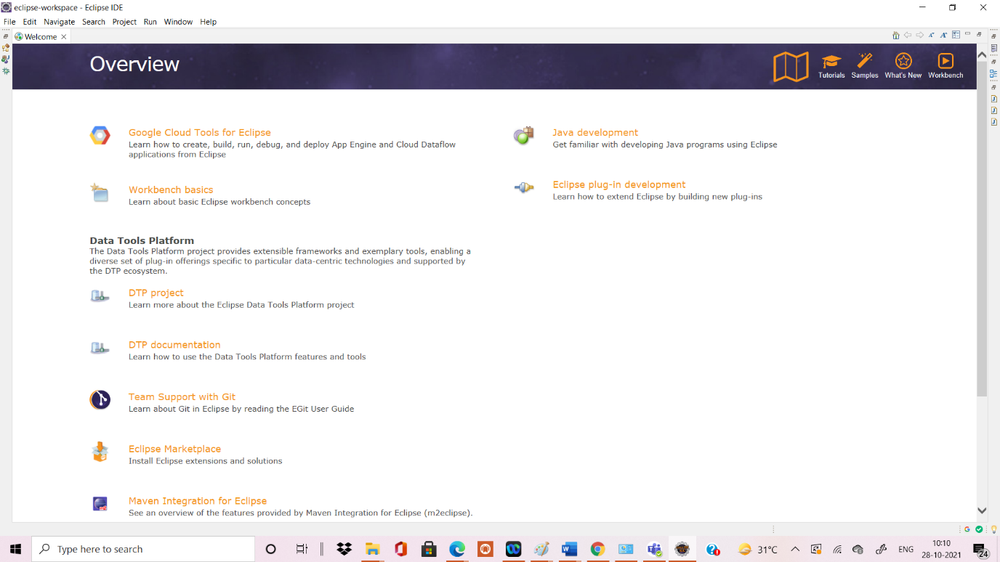 eclipse-workspace - Eclipse IDE
File Edit Navigate Search Project Run Window Help
Welcome
Overview
Tutorials Samples What's New Workbench
Google Cloud Tools for Eclipse
Learn how to create, build, run, debug, and deploy App Engine and Cloud Dataflow
applications from Eclipse
Java development
Get familiar with developing Java programs using Eclipse
Workbench basics
Learn about basic Eclipse workbench concepts
Eclipse plug-in development
Learn how to extend Eclipse by building new plug-ins
Data Tools Platform
The Data Tools Platform project provides extensible frameworks and exemplary tools, enabling a
diverse set of plug-in offerings specific to particular data-centric technologies and supported by
the DTP ecosystem.
DTP project
Learn more about the Eclipse Data Tools Platform project
DTP documentation
Learn how to use the Data Tools Platform features and tools
Team Support with Git
Learn about Git in Eclipse by reading the EGit User Guide
Eclipse Marketplace
Install Eclipse extensions and solutions
Maven Integration for Eclipse
See an overview of the features provided by Maven Integration for Eclipse (m2eclipse).
Type here to search
31°C
ENG
10:10
28-10-2021
24